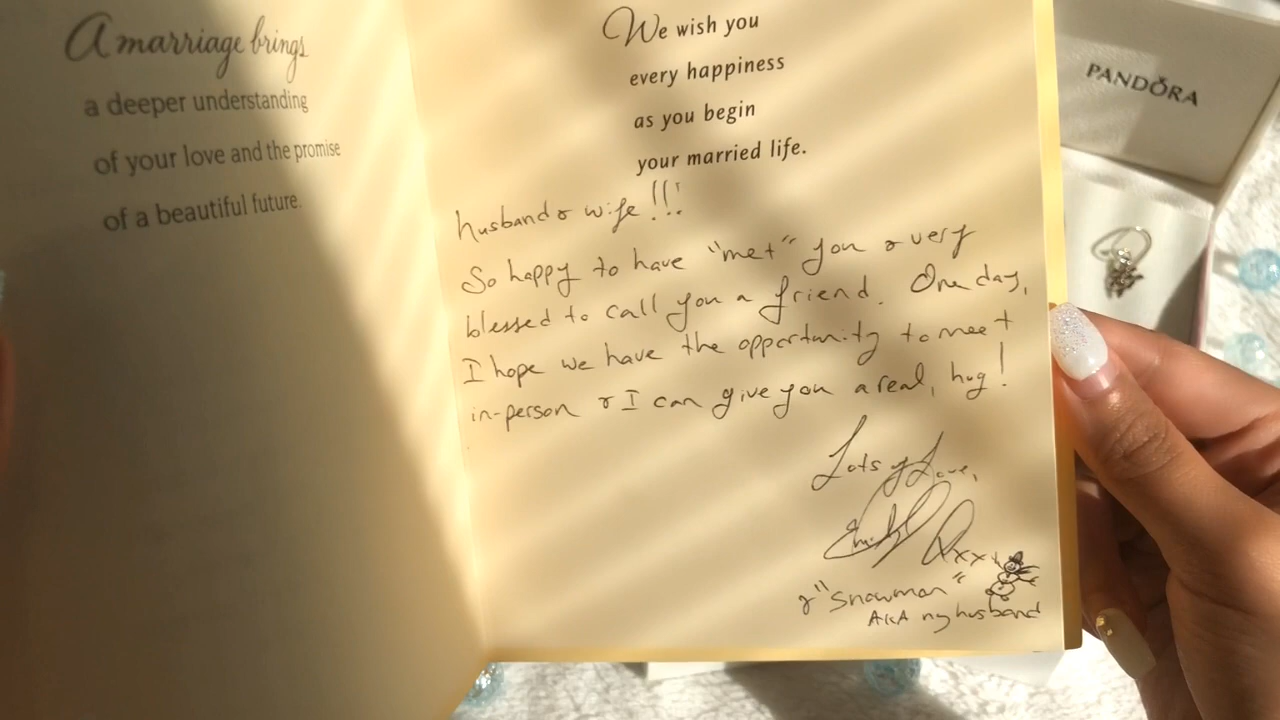 A marriage brings
a deeper understanding
of your love and the promise
of a beautiful future.
We wish you
every happiness
as you begin
your married life.
husband & wife !!!
So happy to have "met" you & very
blessed to call you a friend. One day,
I hope we have the opportunity to meet
in-person & I can give you a real, hug!
Lots of Love,
xxx
& "Snowman"
AKA my husband
PANDORA